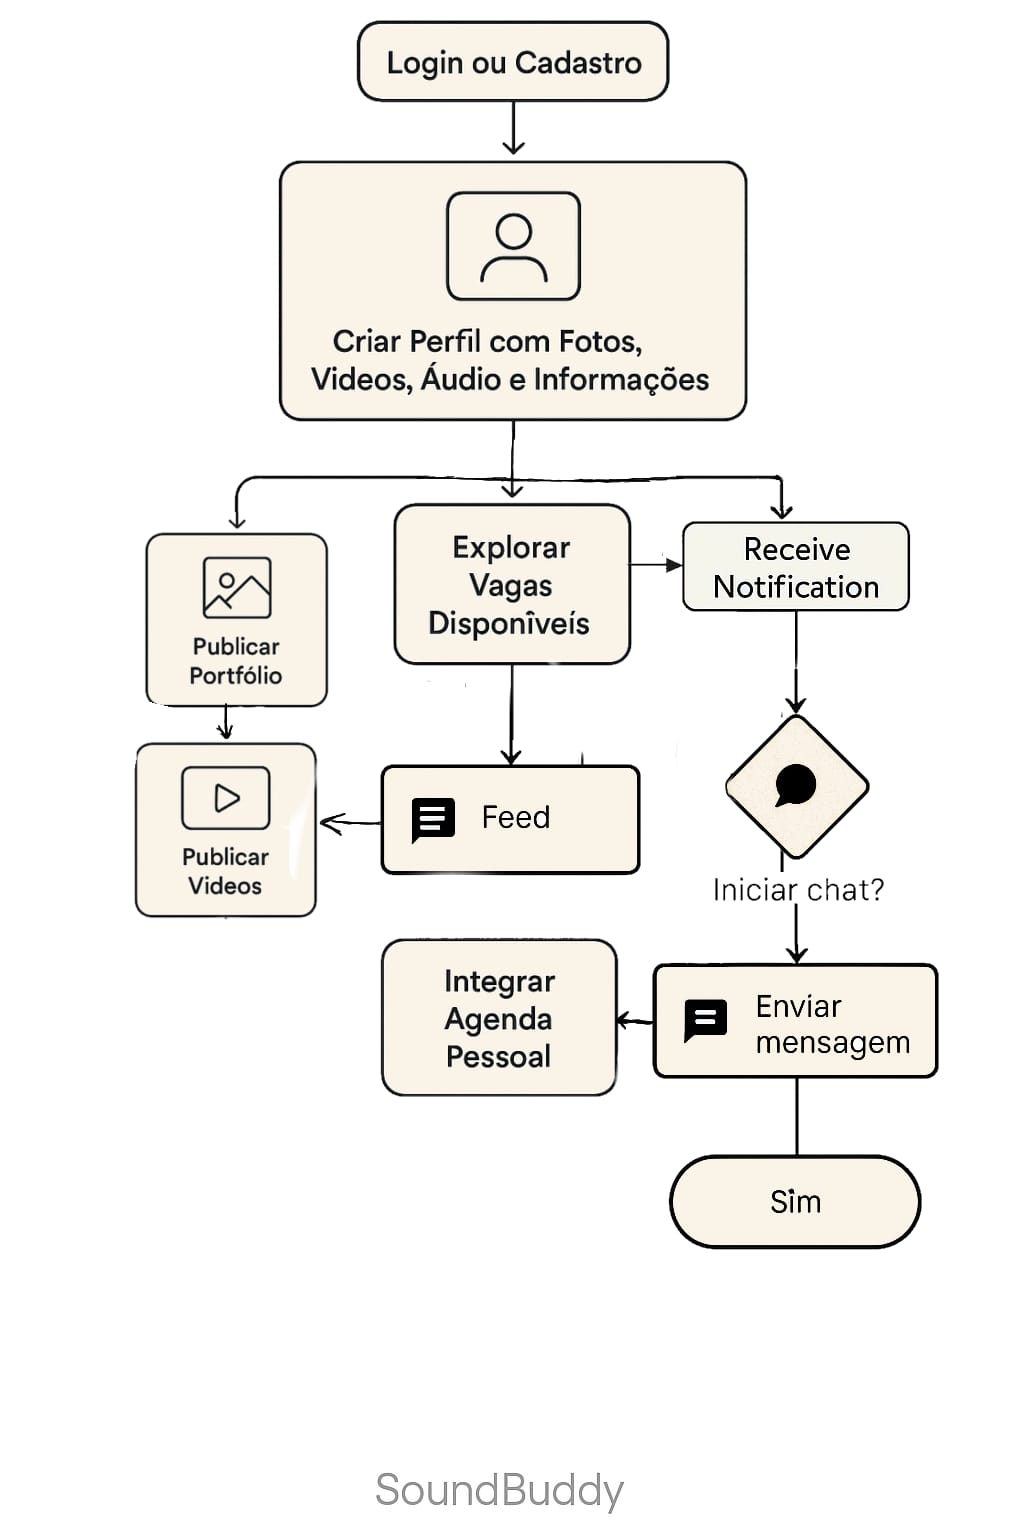 Login ou Cadastro
Criar Perfil com Fotos,
Videos, Áudio e Informações
Publicar
Portfólio
Explorar
Vagas
Disponîveís
Receive
Notification
Publicar
Videos
Feed
Iniciar chat?
Integrar
Agenda
Pessoal
Enviar
mensagem
Sim
SoundBuddy